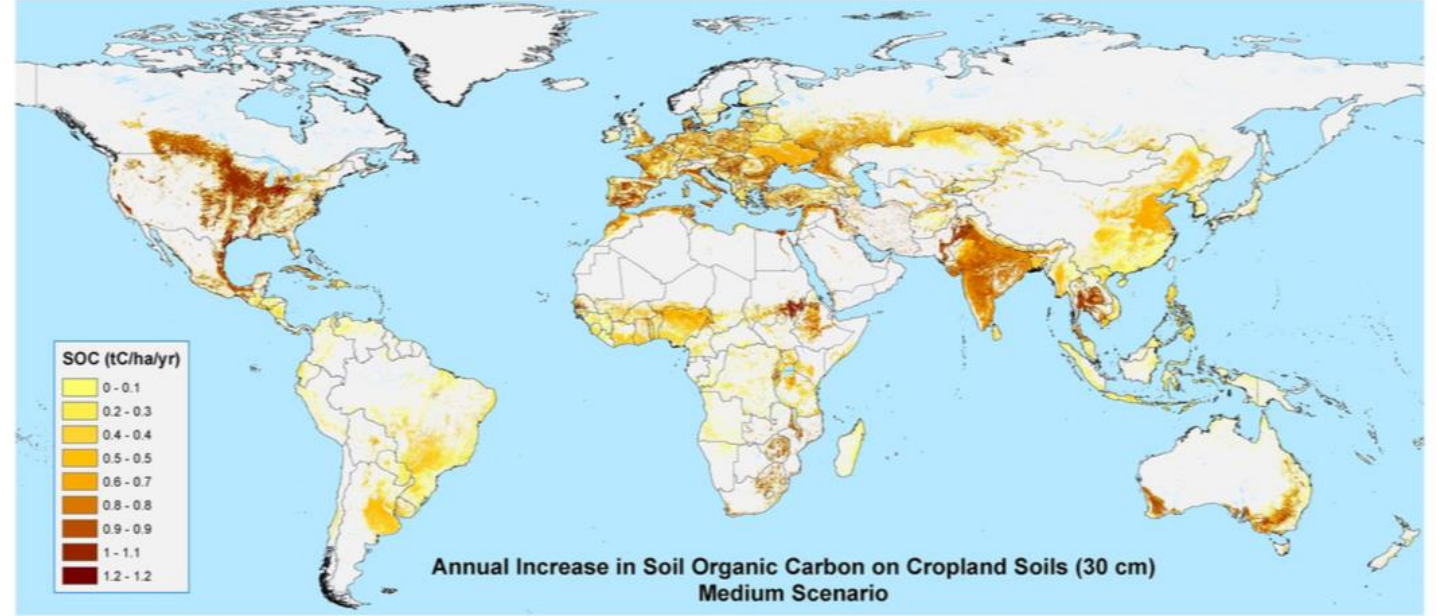 SOC (tC/ha/yr)
0 - 0.1
0.2 - 0.3
0.4 - 0.4
0.5 - 0.5
0.6 - 0.7
0.8 - 0.8
0.9 - 0.9
1 - 1.1
1.2 - 1.2
Annual Increase in Soil Organic Carbon on Cropland Soils (30 cm)
Medium Scenario